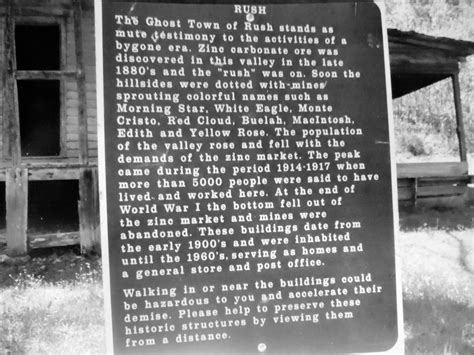 RUSH
The Ghost Town of Rush stands as
mute testimony to the activities of a
bygone era. Zinc carbonate ore was
discovered in this valley in the late
1880's and the "rush" was on. Soon the
hillsides were dotted with mines
sprouting colorful names such as
Morning Star, White Eagle, Monte
Cristo, Red Cloud, Buelah, MacIntosh,
Edith and Yellow Rose. The population
of the valley rose and fell with the
demands of the zinc market. The peak
came during the period 1914-1917 when
more than 5000 people were said to have
lived and worked here. At the end of
World War I the bottom fell out of
the zinc market and mines were
abandoned. These buildings date from
the early 1900's and were inhabited
until the 1960's, serving as homes and
a general store and post office.
Walking in or near the buildings could
be hazardous to you and accelerate their
demise. Please help to preserve these
historic structures by viewing them
from a distance.